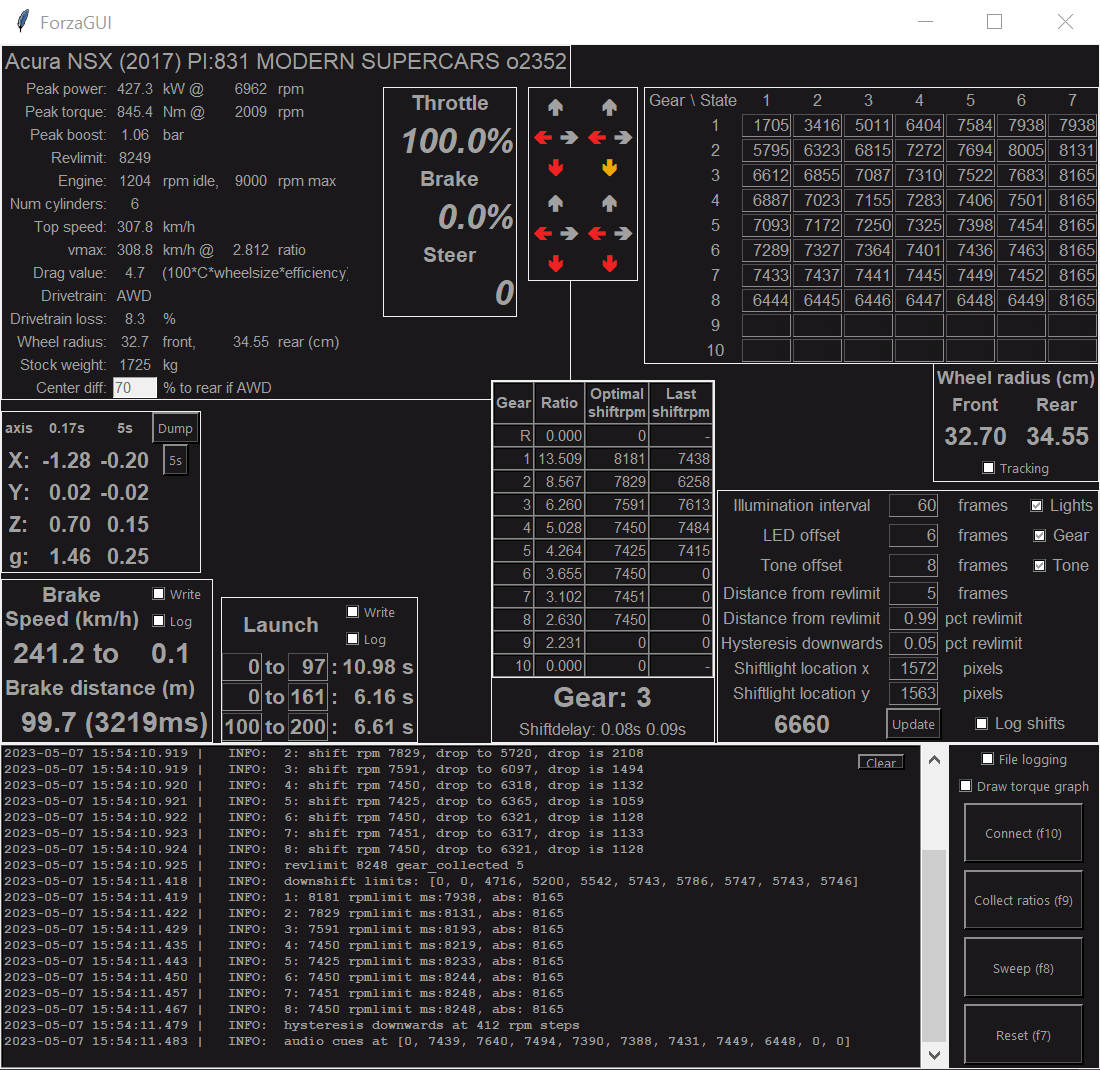 ForzaGUI
Acura NSX (2017) PI:831 MODERN SUPERCARS o2352
Peak power: 427.3 kW @ 6962 rpm
Peak torque: 845.4 Nm @ 2009 rpm
Peak boost: 1.06 bar
Revlimit: 8249
Engine: 1204 rpm idle, 9000 rpm max
Num cylinders: 6
Top speed: 307.8 km/h
vmax: 308.8 km/h @ 2.812 ratio
Drag value: 4.7 (100*C*wheelsize*efficiency)
Drivetrain: AWD
Drivetrain loss: 8.3 %
Wheel radius: 32.7 front, 34.55 rear (cm)
Stock weight: 1725 kg
Center diff: 70 % to rear if AWD
Throttle
100.0%
Brake
0.0%
Steer
0
Gear \ State 1 2 3 4 5 6 7
1 1705 3416 5011 6404 7584 7938 7938
2 5795 6323 6815 7272 7694 8005 8131
3 6612 6855 7087 7310 7522 7683 8165
4 6887 7023 7155 7283 7406 7501 8165
5 7093 7172 7250 7325 7398 7454 8165
6 7289 7327 7364 7401 7436 7463 8165
7 7433 7437 7441 7445 7449 7452 8165
8 6444 6445 6446 6447 6448 6449 8165
9
10
Wheel radius (cm)
Front Rear
32.70 34.55
Tracking
axis 0.17s 5s Dump
X: -1.28 -0.20 5s
Y: 0.02 -0.02
Z: 0.70 0.15
g: 1.46 0.25
Brake Write
Speed (km/h) Log
241.2 to 0.1
Brake distance (m)
99.7 (3219ms)
Launch Write
Log
0 to 97 : 10.98 s
0 to 161 : 6.16 s
100 to 200 : 6.61 s
Gear Ratio Optimal shiftrpm Last shiftrpm
R 0.000 0 -
1 13.509 8181 7438
2 8.567 7829 6258
3 6.260 7591 7613
4 5.028 7450 7484
5 4.264 7425 7415
6 3.655 7450 0
7 3.102 7451 0
8 2.630 7450 0
9 2.231 0 0
10 0.000 0 -
Gear: 3
Shiftdelay: 0.08s 0.09s
Illumination interval 60 frames Lights
LED offset 6 frames Gear
Tone offset 8 frames Tone
Distance from revlimit 5 frames
Distance from revlimit 0.99 pct revlimit
Hysteresis downwards 0.05 pct revlimit
Shiftlight location x 1572 pixels
Shiftlight location y 1563 pixels
6660 Update Log shifts
2023-05-07 15:54:10.919 | INFO: 2: shift rpm 7829, drop to 5720, drop is 2108
2023-05-07 15:54:10.919 | INFO: 3: shift rpm 7591, drop to 6097, drop is 1494
2023-05-07 15:54:10.920 | INFO: 4: shift rpm 7450, drop to 6318, drop is 1132
2023-05-07 15:54:10.921 | INFO: 5: shift rpm 7425, drop to 6365, drop is 1059
2023-05-07 15:54:10.922 | INFO: 6: shift rpm 7450, drop to 6321, drop is 1128
2023-05-07 15:54:10.923 | INFO: 7: shift rpm 7451, drop to 6317, drop is 1133
2023-05-07 15:54:10.924 | INFO: 8: shift rpm 7450, drop to 6321, drop is 1128
2023-05-07 15:54:10.925 | INFO: revlimit 8248 gear_collected 5
2023-05-07 15:54:11.418 | INFO: downshift limits: [0, 0, 4716, 5200, 5542, 5743, 5786, 5747, 5743, 5746]
2023-05-07 15:54:11.419 | INFO: 1: 8181 rpmlimit ms:7938, abs: 8165
2023-05-07 15:54:11.422 | INFO: 2: 7829 rpmlimit ms:8131, abs: 8165
2023-05-07 15:54:11.429 | INFO: 3: 7591 rpmlimit ms:8193, abs: 8165
2023-05-07 15:54:11.435 | INFO: 4: 7450 rpmlimit ms:8219, abs: 8165
2023-05-07 15:54:11.443 | INFO: 5: 7425 rpmlimit ms:8233, abs: 8165
2023-05-07 15:54:11.450 | INFO: 6: 7450 rpmlimit ms:8244, abs: 8165
2023-05-07 15:54:11.457 | INFO: 7: 7451 rpmlimit ms:8248, abs: 8165
2023-05-07 15:54:11.467 | INFO: 8: 7450 rpmlimit ms:8248, abs: 8165
2023-05-07 15:54:11.479 | INFO: hysteresis downwards at 412 rpm steps
2023-05-07 15:54:11.483 | INFO: audio cues at [0, 7439, 7640, 7494, 7390, 7388, 7431, 7449, 6448, 0, 0]
Clear
File logging
Draw torque graph
Connect (f10)
Collect ratios (f9)
Sweep (f8)
Reset (f7)